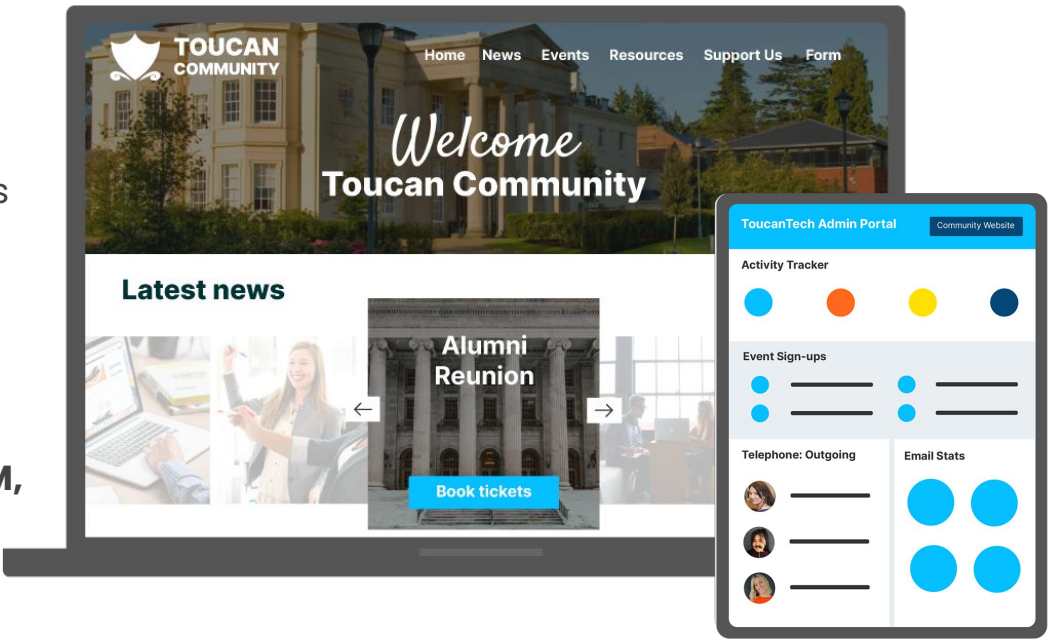 TOUCAN
COMMUNITY
Home News Events Resources Support Us Form
Welcome
Toucan Community
s
Latest news
Alumni
Reunion
Book tickets
M,
ToucanTech Admin Portal
Community Website
Activity Tracker
Event Sign-ups
Telephone: Outgoing
Email Stats